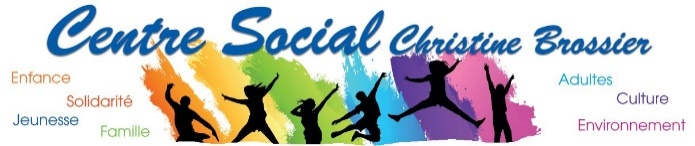 Centre Social Christine Brossier
Enfance
Solidarité
Jeunesse
Famille
Adultes
Culture
Environnement